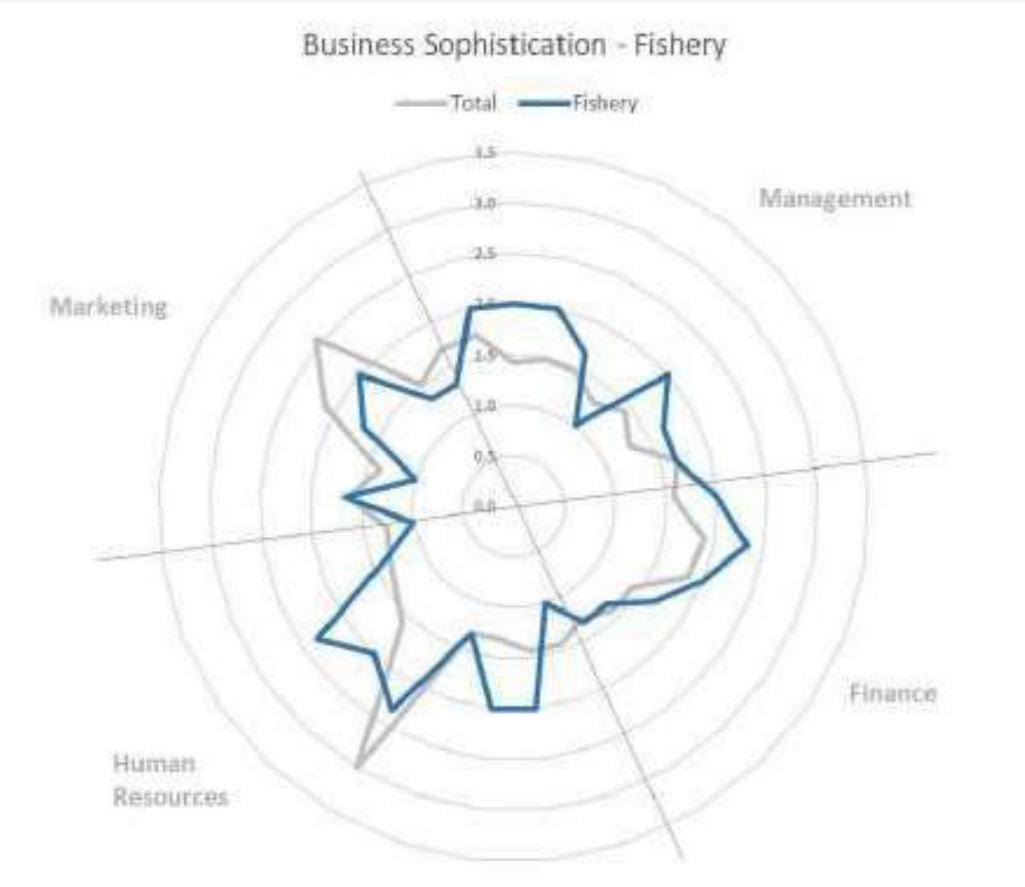 Business Sophistication - Fishery
Total Fishery
3.5
Management
3.0
2.5
Marketing
2.0
1.5
1.0
0.5
0.0
Finance
Human
Resources